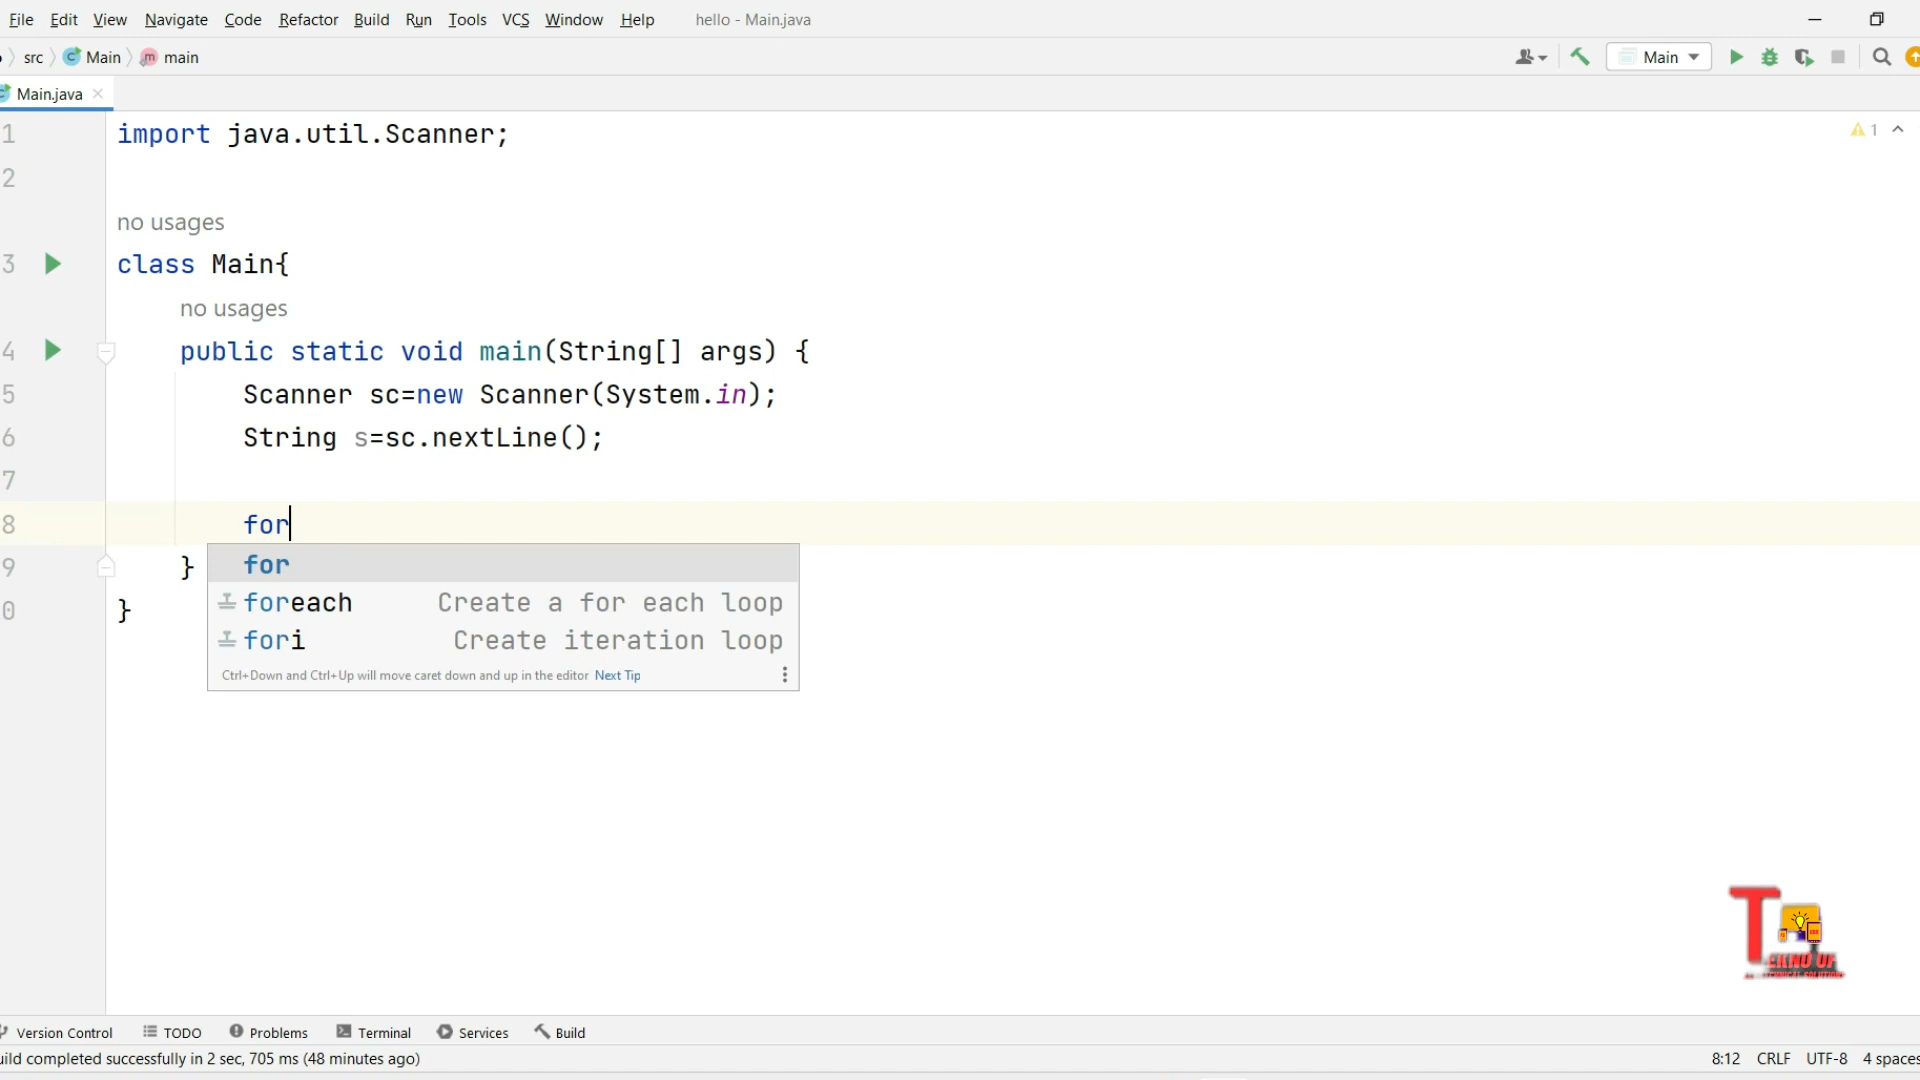 File Edit View Navigate Code Refactor Build Run Tools VCS Window Help hello - Main.java
src Main main Main
Main.java
1 import java.util.Scanner; 1
2
no usages
3 class Main{
no usages
4 public static void main(String[] args) {
5 Scanner sc=new Scanner(System.in);
6 String s=sc.nextLine();
7
8 for
for
9 }
foreach Create a for each loop
0 }
fori Create iteration loop
Ctrl+Down and Ctrl+Up will move caret down and up in the editor Next Tip
Version Control TODO Problems Terminal Services Build
uild completed successfully in 2 sec, 705 ms (48 minutes ago) 8:12 CRLF UTF-8 4 spaces